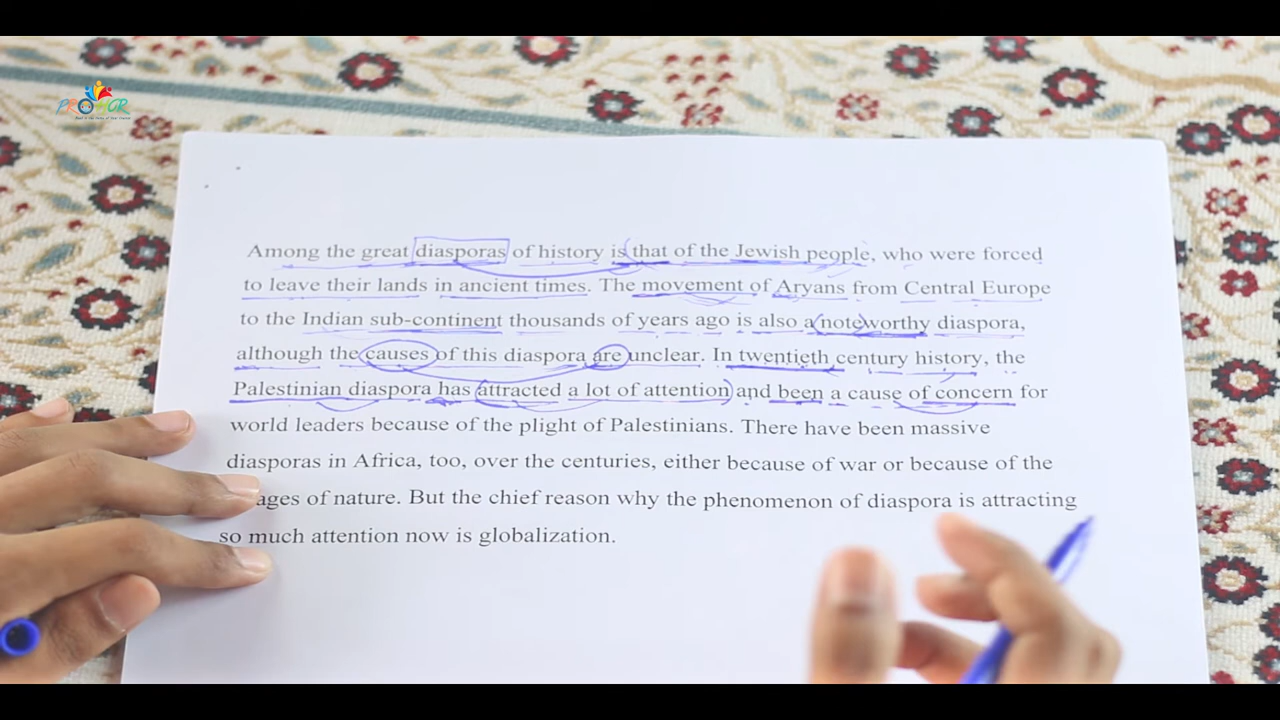 Among the great diasporas of history is that of the Jewish people, who were forced
to leave their lands in ancient times. The movement of Aryans from Central Europe
to the Indian sub-continent thousands of years ago is also a noteworthy diaspora,
although the causes of this diaspora are unclear. In twentieth century history, the
Palestinian diaspora has attracted a lot of attention and been a cause of concern for
world leaders because of the plight of Palestinians. There have been massive
diasporas in Africa, too, over the centuries, either because of war or because of the
ages of nature. But the chief reason why the phenomenon of diaspora is attracting
so much attention now is globalization.